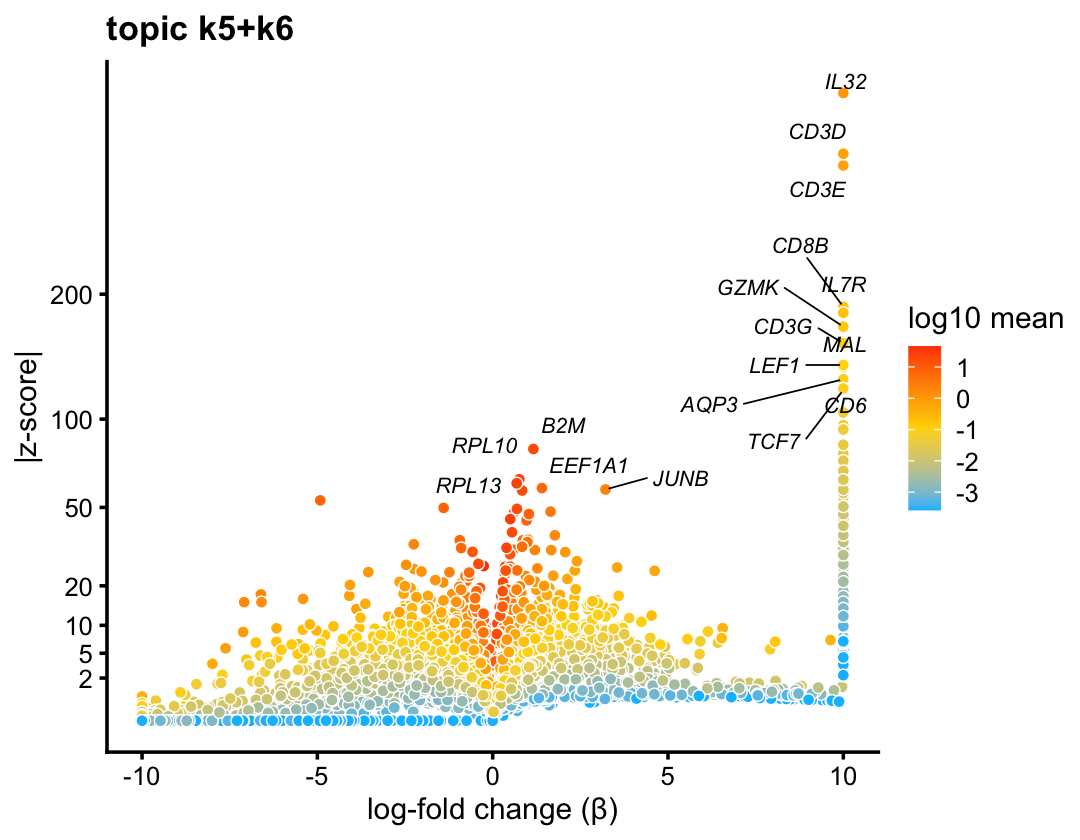 topic k5+k6
IL32
CD3D
CD3E
CD8B
IL7R
GZMK
CD3G
MAL
LEF1
AQP3
CD6
TCF7
B2M
RPL10
EEF1A1
JUNB
RPL13
|z-score|
200
100
50
20
10
5
2
-10 -5 0 5 10
log-fold change (β)
log10 mean
1
0
-1
-2
-3